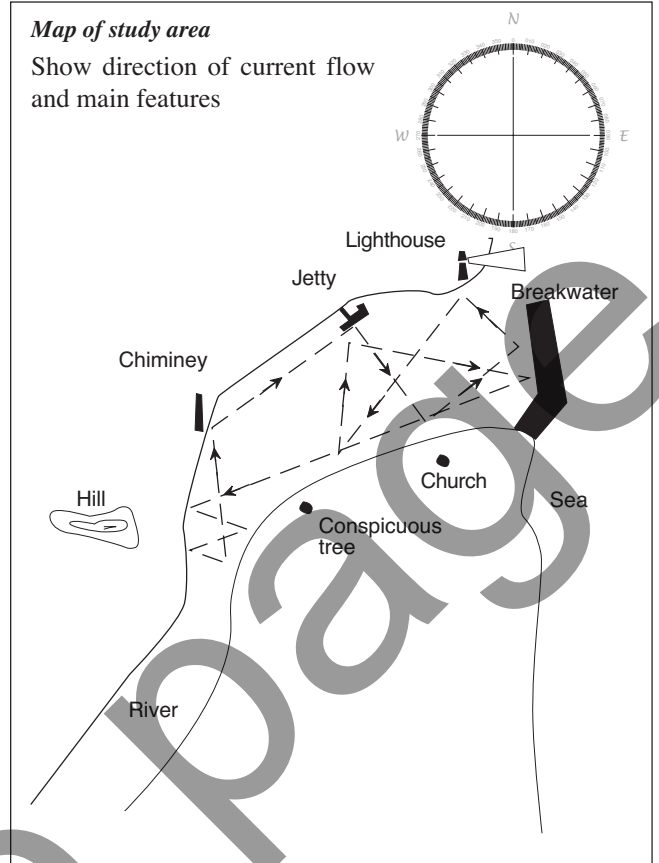 Map of study area
Show direction of current flow
and main features
N
W
E
S
Lighthouse
Jetty
Breakwater
Chiminey
Church
Hill
Sea
Conspicuous
tree
River
page